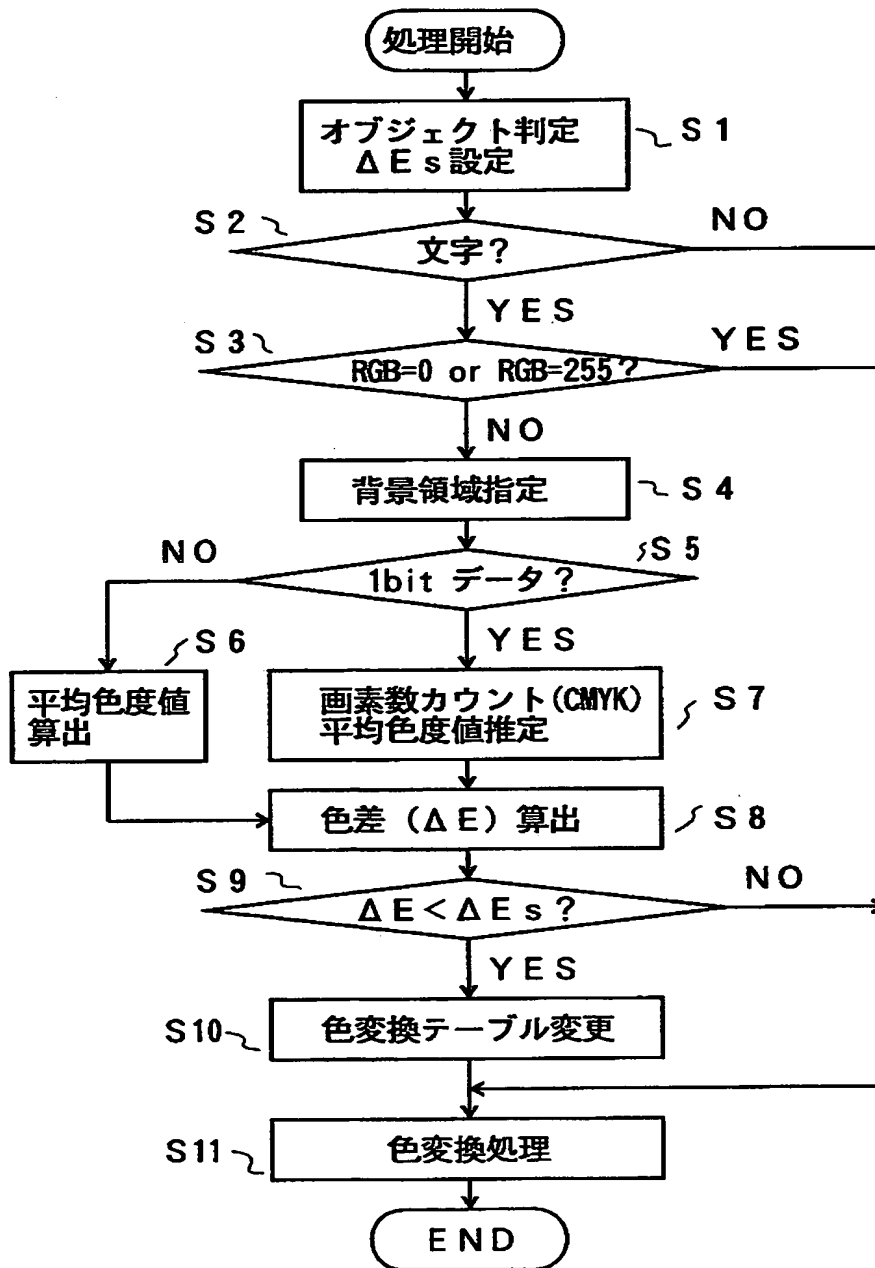 処理開始
オブジェクト判定
ΔEs設定
S1
S2
文字?
NO
YES
S3
RGB=0 or RGB=255?
YES
NO
背景領域指定
S4
NO
S5
1bit データ?
YES
S6
平均色度値
算出
画素数カウント(CMYK)
平均色度値推定
S7
色差(ΔE)算出
S8
S9
ΔE<ΔEs?
NO
YES
S10
色変換テーブル変更
S11
色変換処理
END